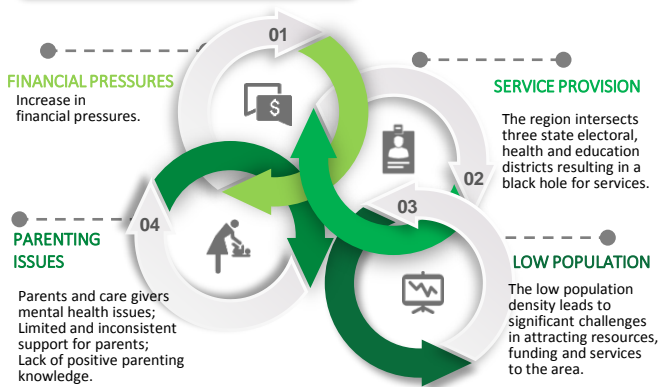 01
FINANCIAL PRESSURES
Increase in
financial pressures.
$
SERVICE PROVISION
The region intersects
three state electoral,
health and education
districts resulting in a
black hole for services.
02
03
04
PARENTING
ISSUES
Parents and care givers
mental health issues;
Limited and inconsistent
support for parents;
Lack of positive parenting
knowledge.
LOW POPULATION
The low population
density leads to
significant challenges
in attracting resources,
funding and services
to the area.